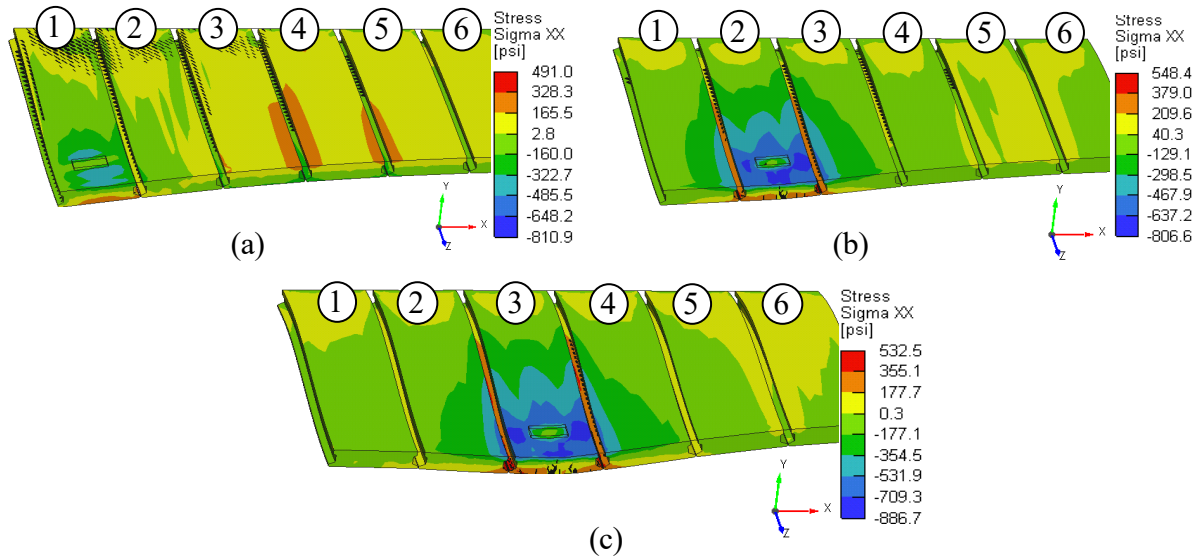 1 2 3 4 5 6
Stress
Sigma XX
[psi]
491.0
328.3
165.5
2.8
-160.0
-322.7
-485.5
-648.2
-810.9
Y
X
Z
(a)
1 2 3 4 5 6
Stress
Sigma XX
[psi]
548.4
379.0
209.6
40.3
-129.1
-298.5
-467.9
-637.2
-806.6
Y
X
Z
(b)
1 2 3 4 5 6
Stress
Sigma XX
[psi]
532.5
355.1
177.7
0.3
-177.1
-354.5
-531.9
-709.3
-886.7
Y
X
Z
(c)